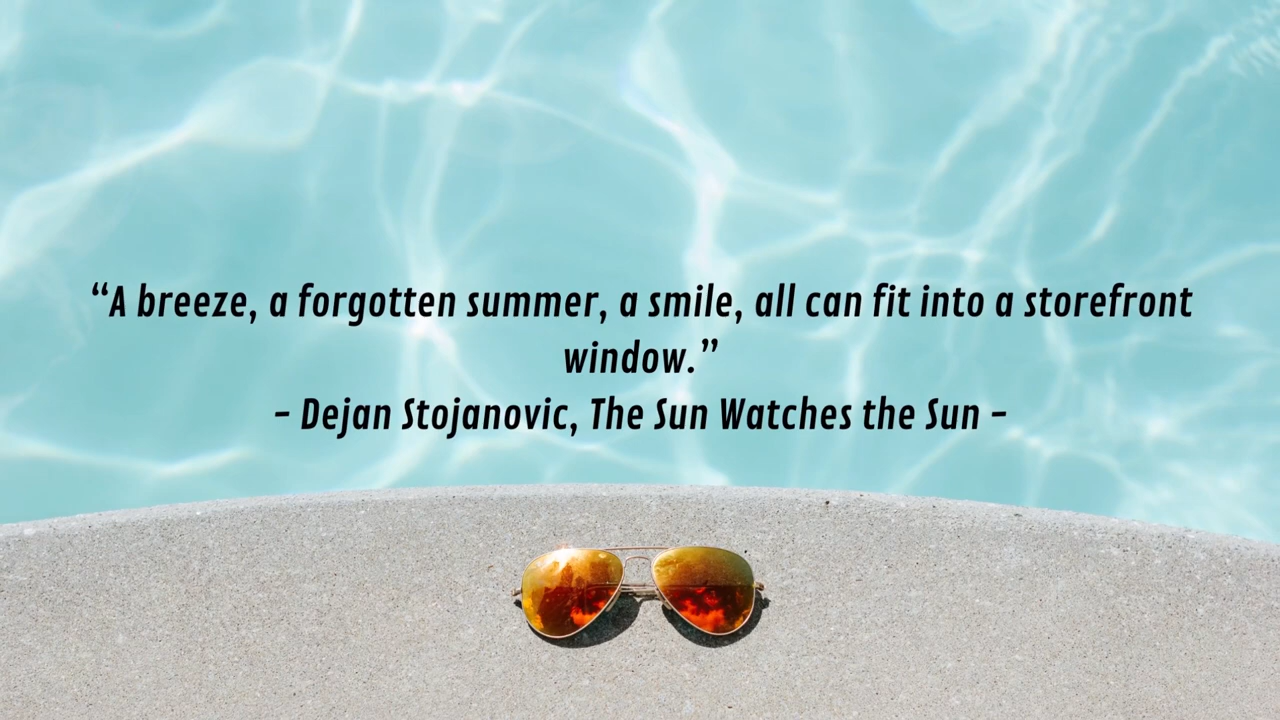 “A breeze, a forgotten summer, a smile, all can fit into a storefront
window.”
- Dejan Stojanovic, The Sun Watches the Sun -